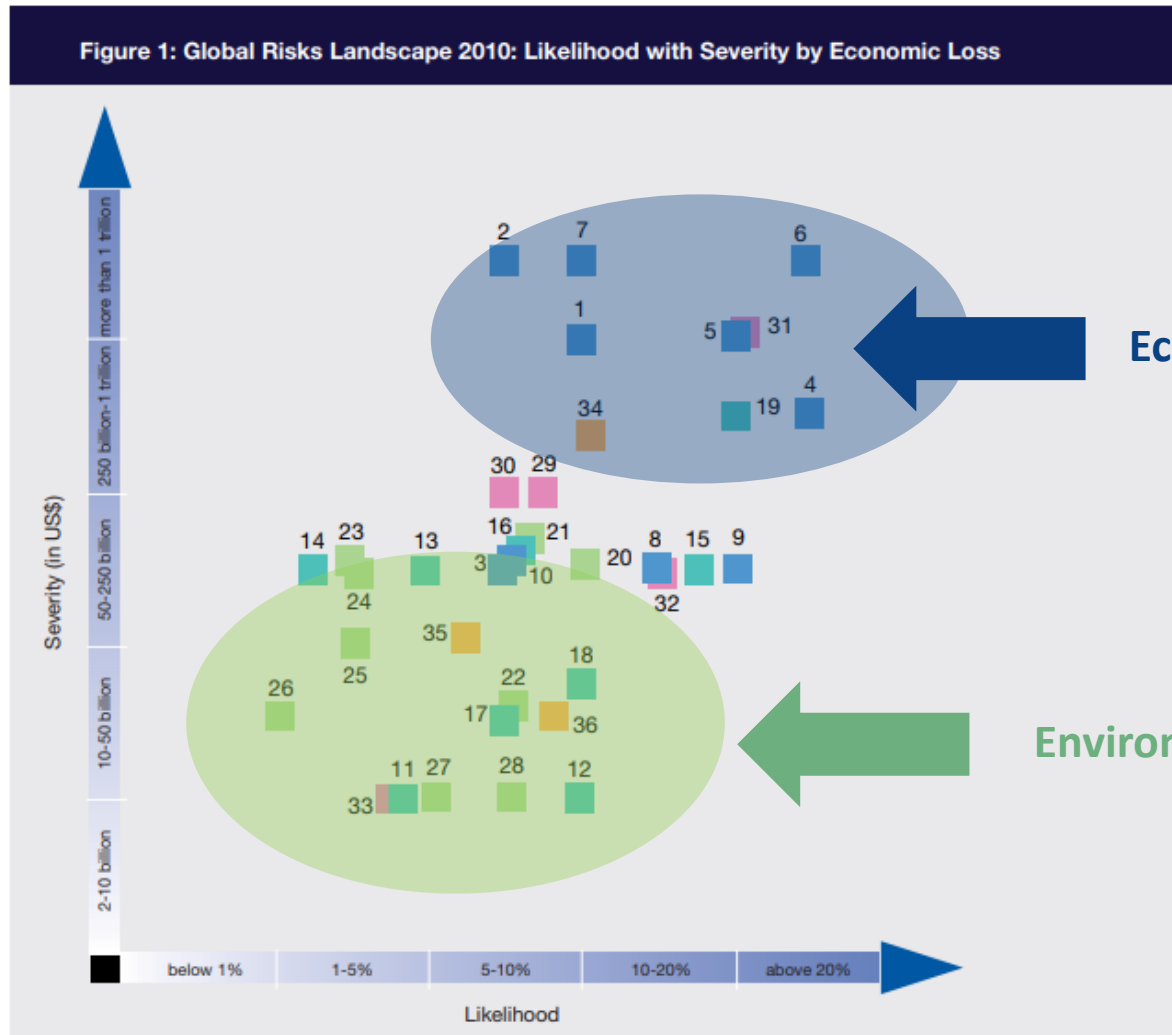 Figure 1: Global Risks Landscape 2010: Likelihood with Severity by Economic Loss
more than 1 trillion
250 billion-1 trillion
50-250 billion
10-50 billion
2-10 billion
Severity (in US$)
2 7 6
1 5 31
34 19 4
30 29
14 23 13 16 21 8 15 9
3 10 20
24 32
35
25 18
26 22
17 36
11 27 28 12
33
Ec
Environ
below 1% 1-5% 5-10% 10-20% above 20%
Likelihood